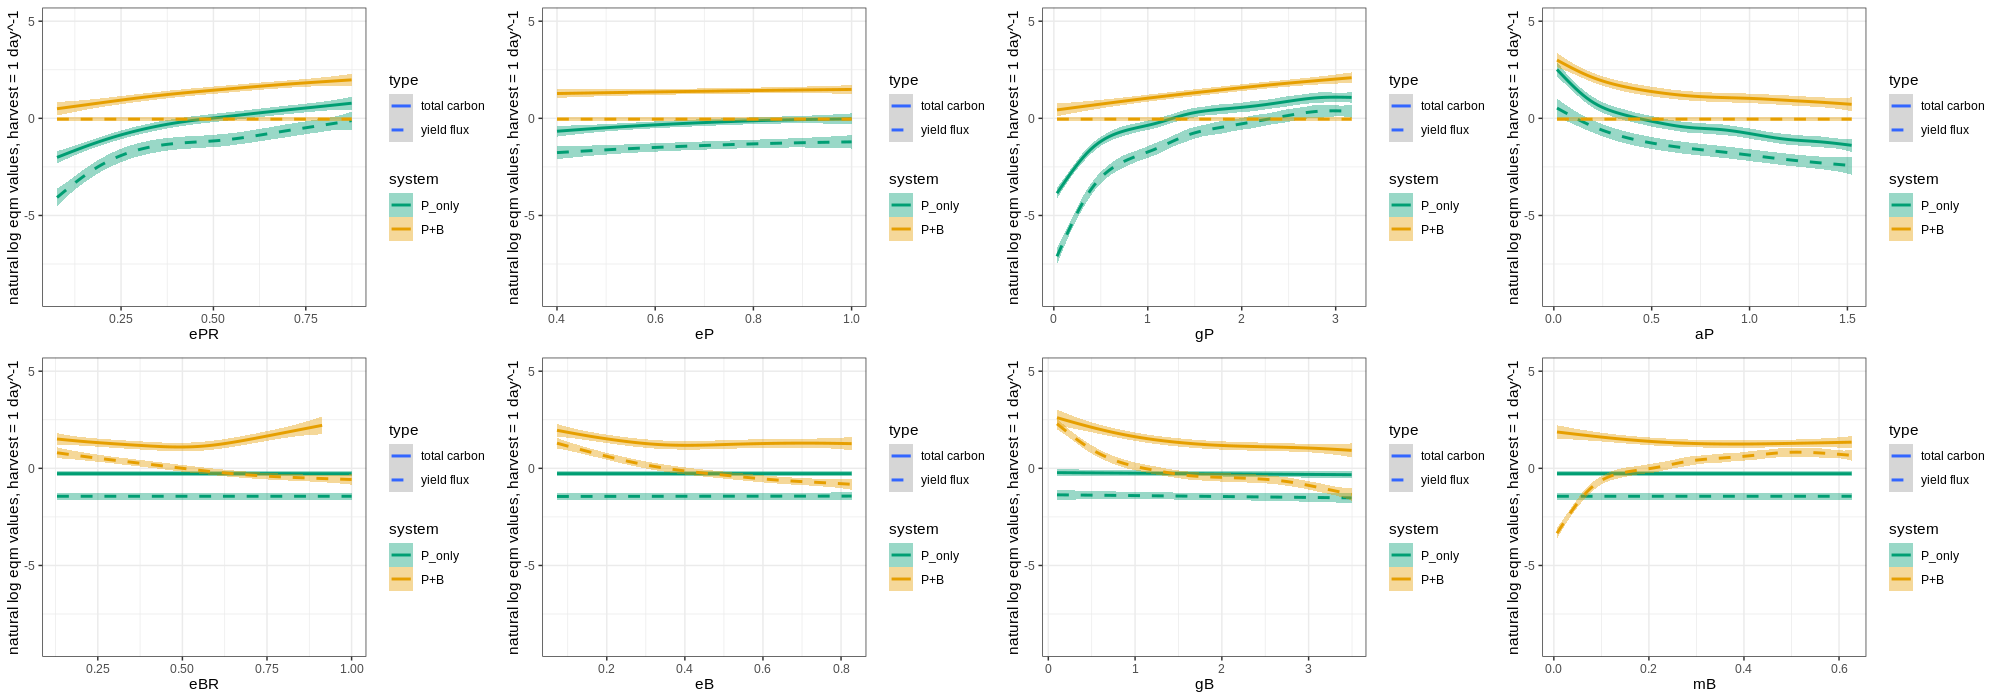 natural log eqm values, harvest = 1 day^-1
5
0
-5
0.25
0.50
0.75
ePR
type
total carbon
yield flux
system
P_only
P+B
natural log eqm values, harvest = 1 day^-1
5
0
-5
0.4
0.6
0.8
1.0
eP
type
total carbon
yield flux
system
P_only
P+B
natural log eqm values, harvest = 1 day^-1
5
0
-5
0
1
2
3
gP
type
total carbon
yield flux
system
P_only
P+B
natural log eqm values, harvest = 1 day^-1
5
0
-5
0.0
0.5
1.0
1.5
aP
type
total carbon
yield flux
system
P_only
P+B
natural log eqm values, harvest = 1 day^-1
5
0
-5
0.25
0.50
0.75
1.00
eBR
type
total carbon
yield flux
system
P_only
P+B
natural log eqm values, harvest = 1 day^-1
5
0
-5
0.2
0.4
0.6
0.8
eB
type
total carbon
yield flux
system
P_only
P+B
natural log eqm values, harvest = 1 day^-1
5
0
-5
0
1
2
3
gB
type
total carbon
yield flux
system
P_only
P+B
natural log eqm values, harvest = 1 day^-1
5
0
-5
0.0
0.2
0.4
0.6
mB
type
total carbon
yield flux
system
P_only
P+B